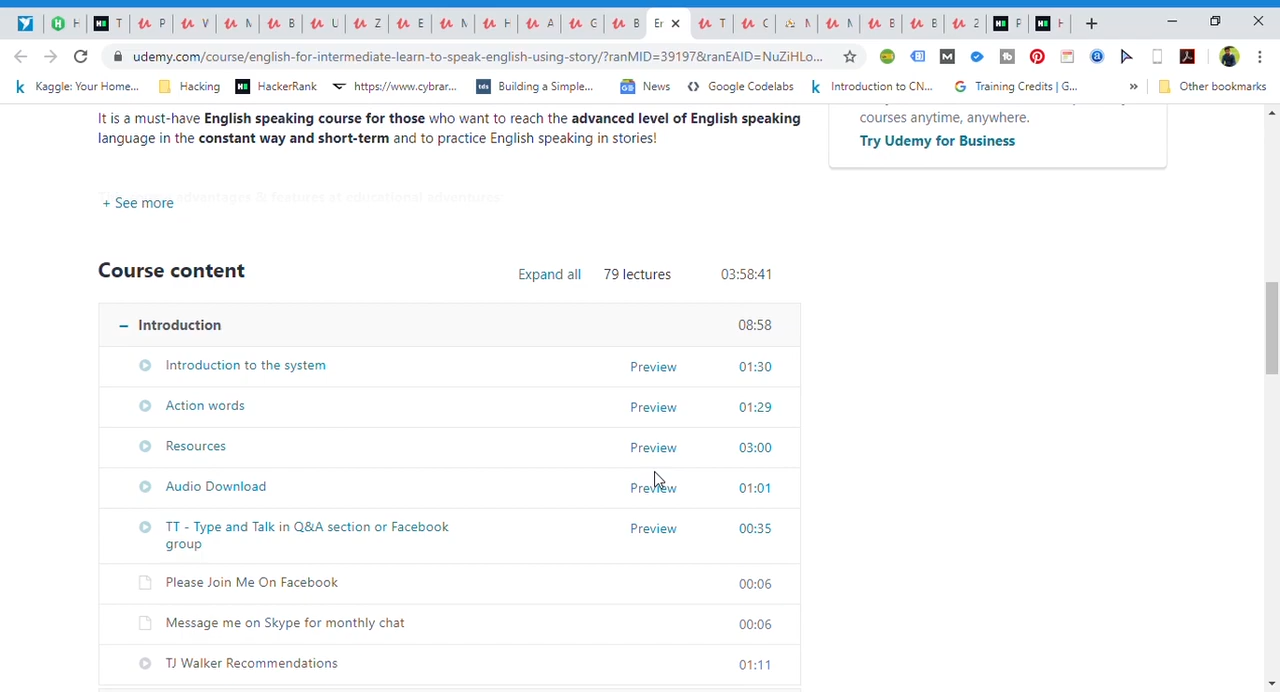 H T P V N B U Z E N H A G B Er T C N N B B 2 P H
udemy.com/course/english-for-intermediate-learn-to-speak-english-using-story/?ranMID=39197&ranEAID=NuZiHLo...
Kaggle: Your Home... Hacking HackerRank https://www.cybrar... Building a Simple... News Google Codelabs Introduction to CN... Training Credits | G... » Other bookmarks
It is a must-have English speaking course for those who want to reach the advanced level of English speaking
language in the constant way and short-term and to practice English speaking in stories!
courses anytime, anywhere.
Try Udemy for Business
advantages & features at educational adventures
+ See more
Course content Expand all 79 lectures 03:58:41
Introduction 08:58
Introduction to the system Preview 01:30
Action words Preview 01:29
Resources Preview 03:00
Audio Download Preview 01:01
TT - Type and Talk in Q&A section or Facebook
group Preview 00:35
Please Join Me On Facebook 00:06
Message me on Skype for monthly chat 00:06
TJ Walker Recommendations 01:11